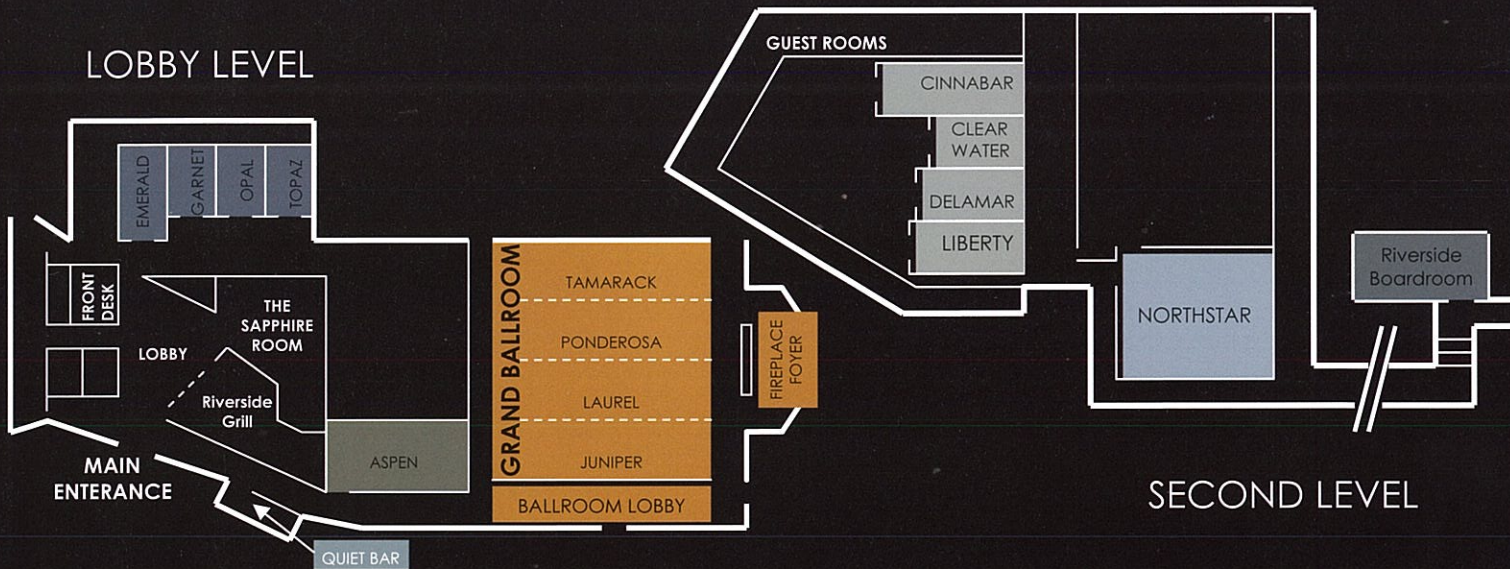 LOBBY LEVEL
EMERALD
GARNET
OPAL
TOPAZ
FRONT
DESK
LOBBY
THE
SAPPHIRE
ROOM
Riverside
Grill
MAIN
ENTERANCE
ASPEN
QUIET BAR
GRAND BALLROOM
TAMARACK
PONDEROSA
LAUREL
JUNIPER
BALLROOM LOBBY
FIREPLACE
FOYER
GUEST ROOMS
CINNABAR
CLEAR
WATER
DELAMAR
LIBERTY
NORTHSTAR
Riverside
Boardroom
SECOND LEVEL